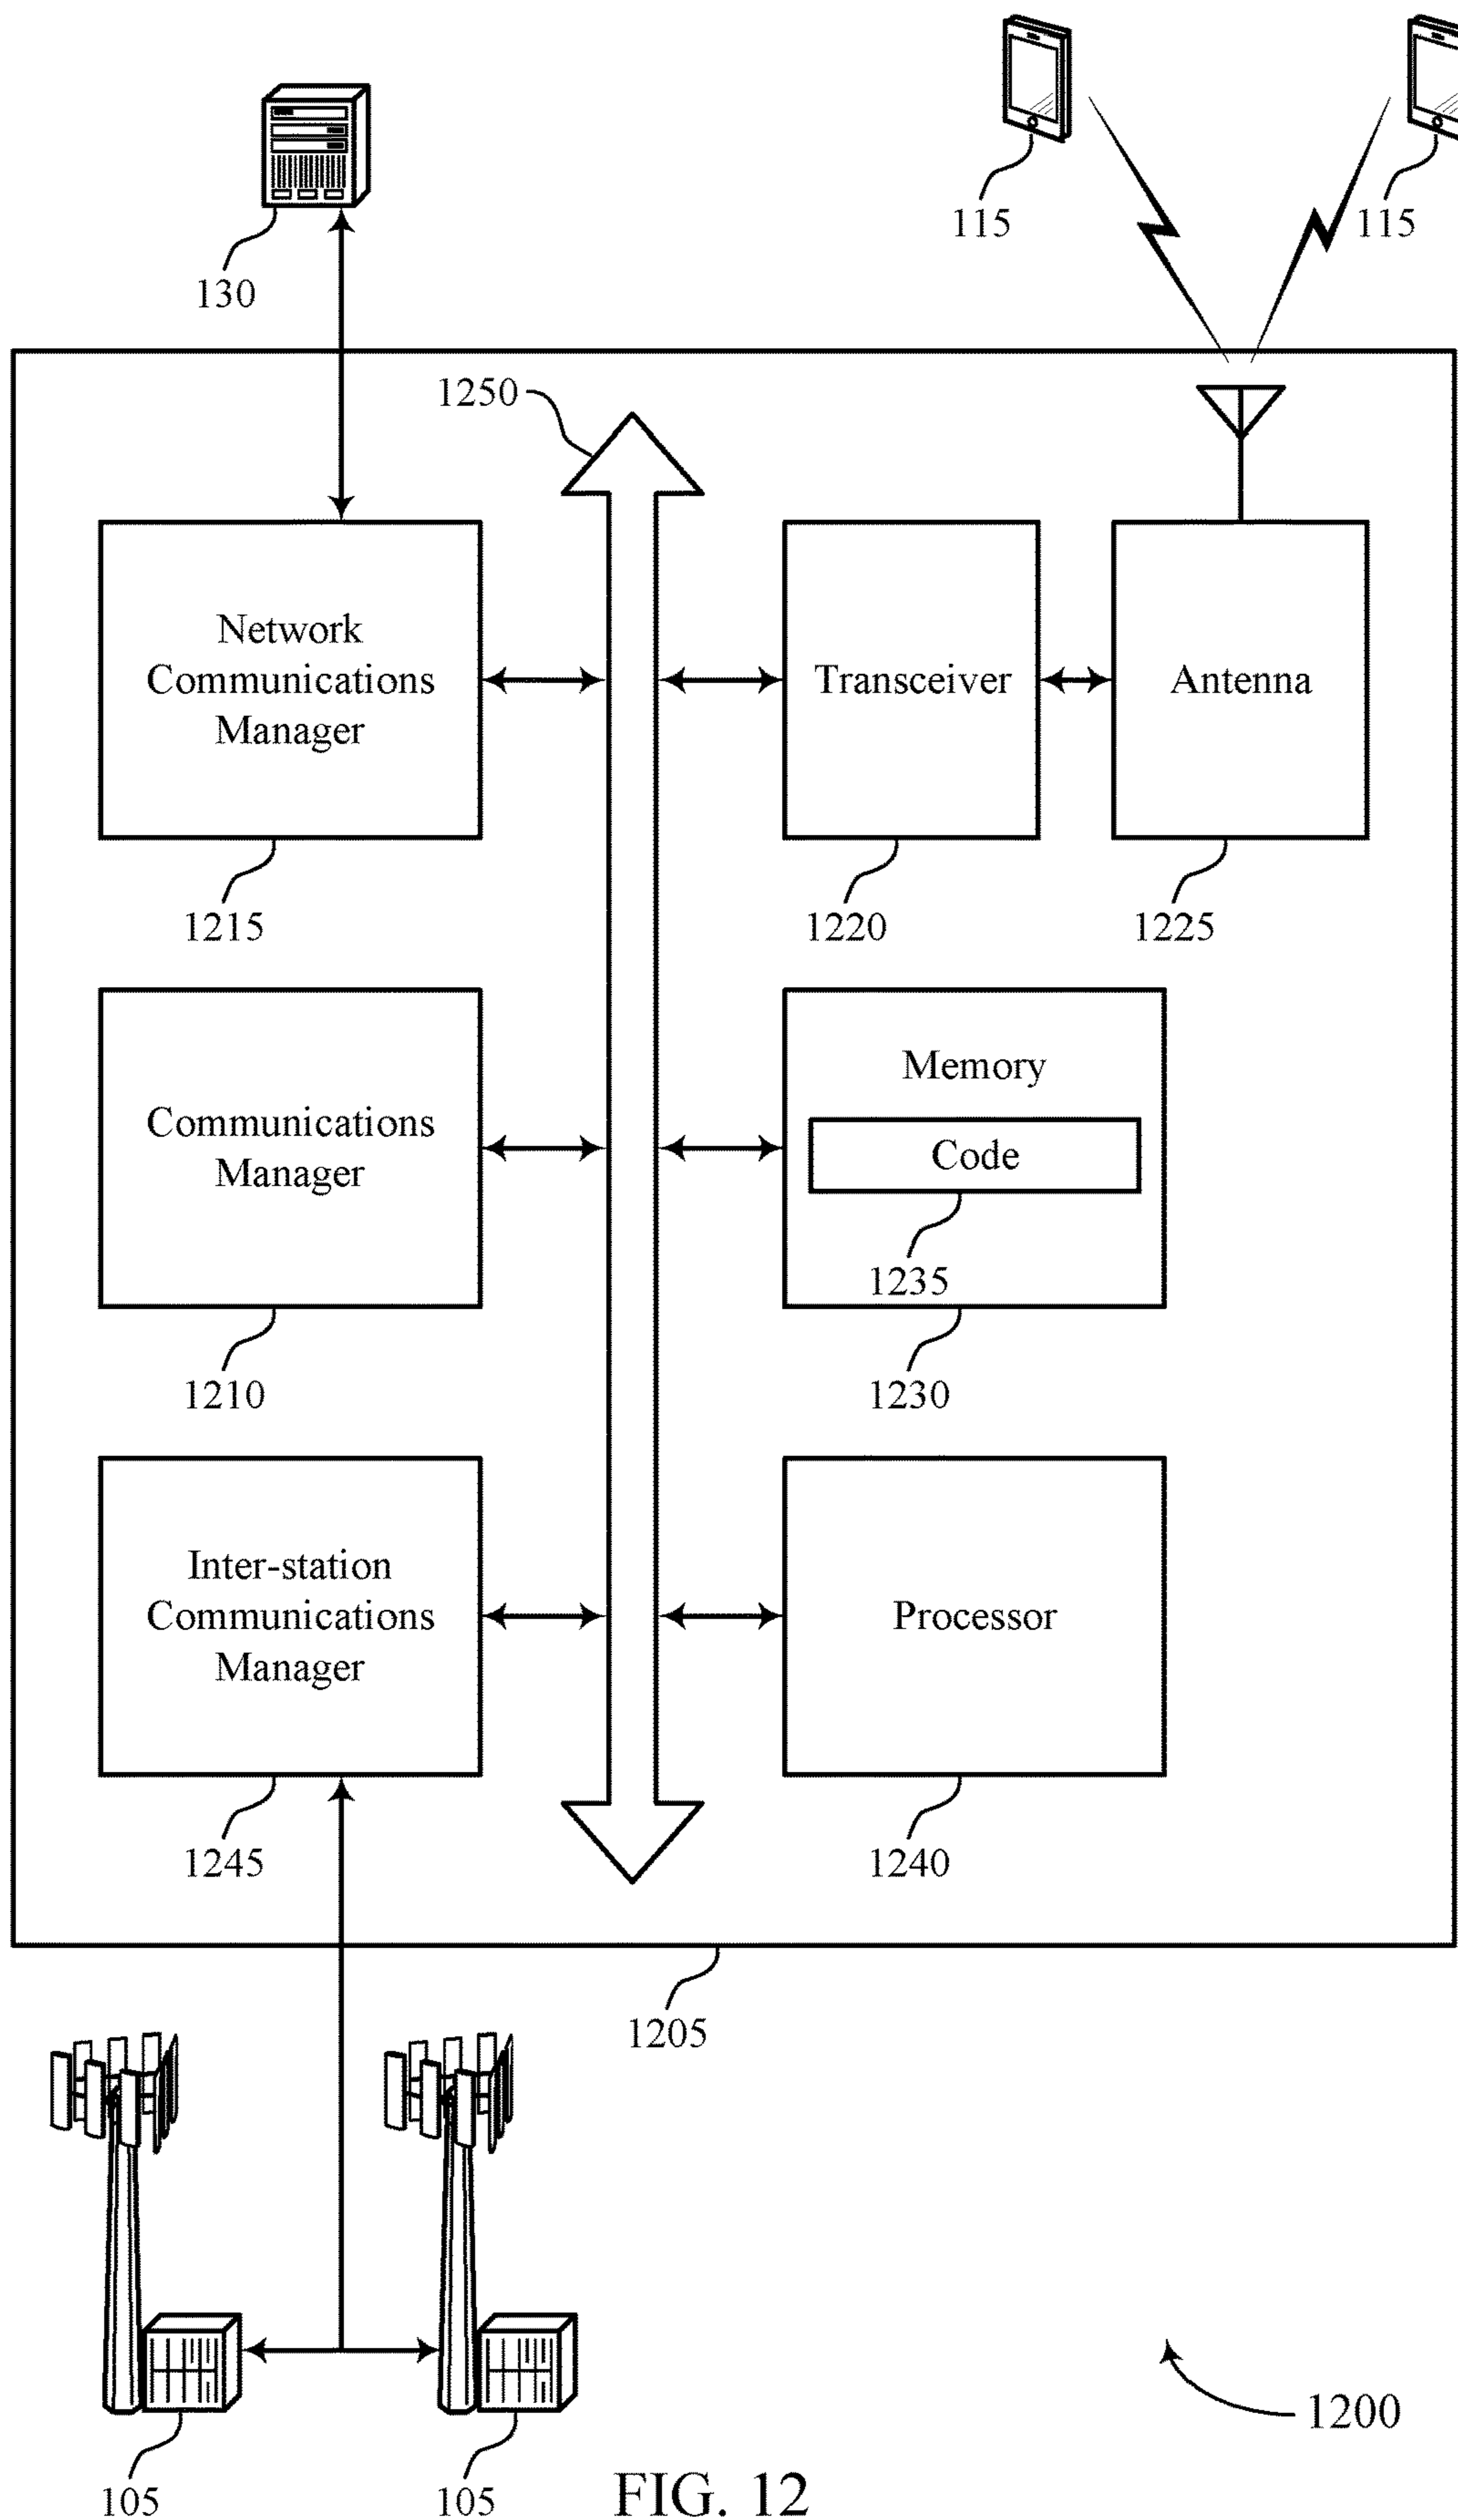 115
115
130
1250
Network
Communications
Manager
Transceiver
Antenna
1215
1220
1225
Communications
Manager
Memory
Code
1235
1210
1230
Inter-station
Communications
Manager
Processor
1245
1240
1205
1200
105
105
FIG. 12